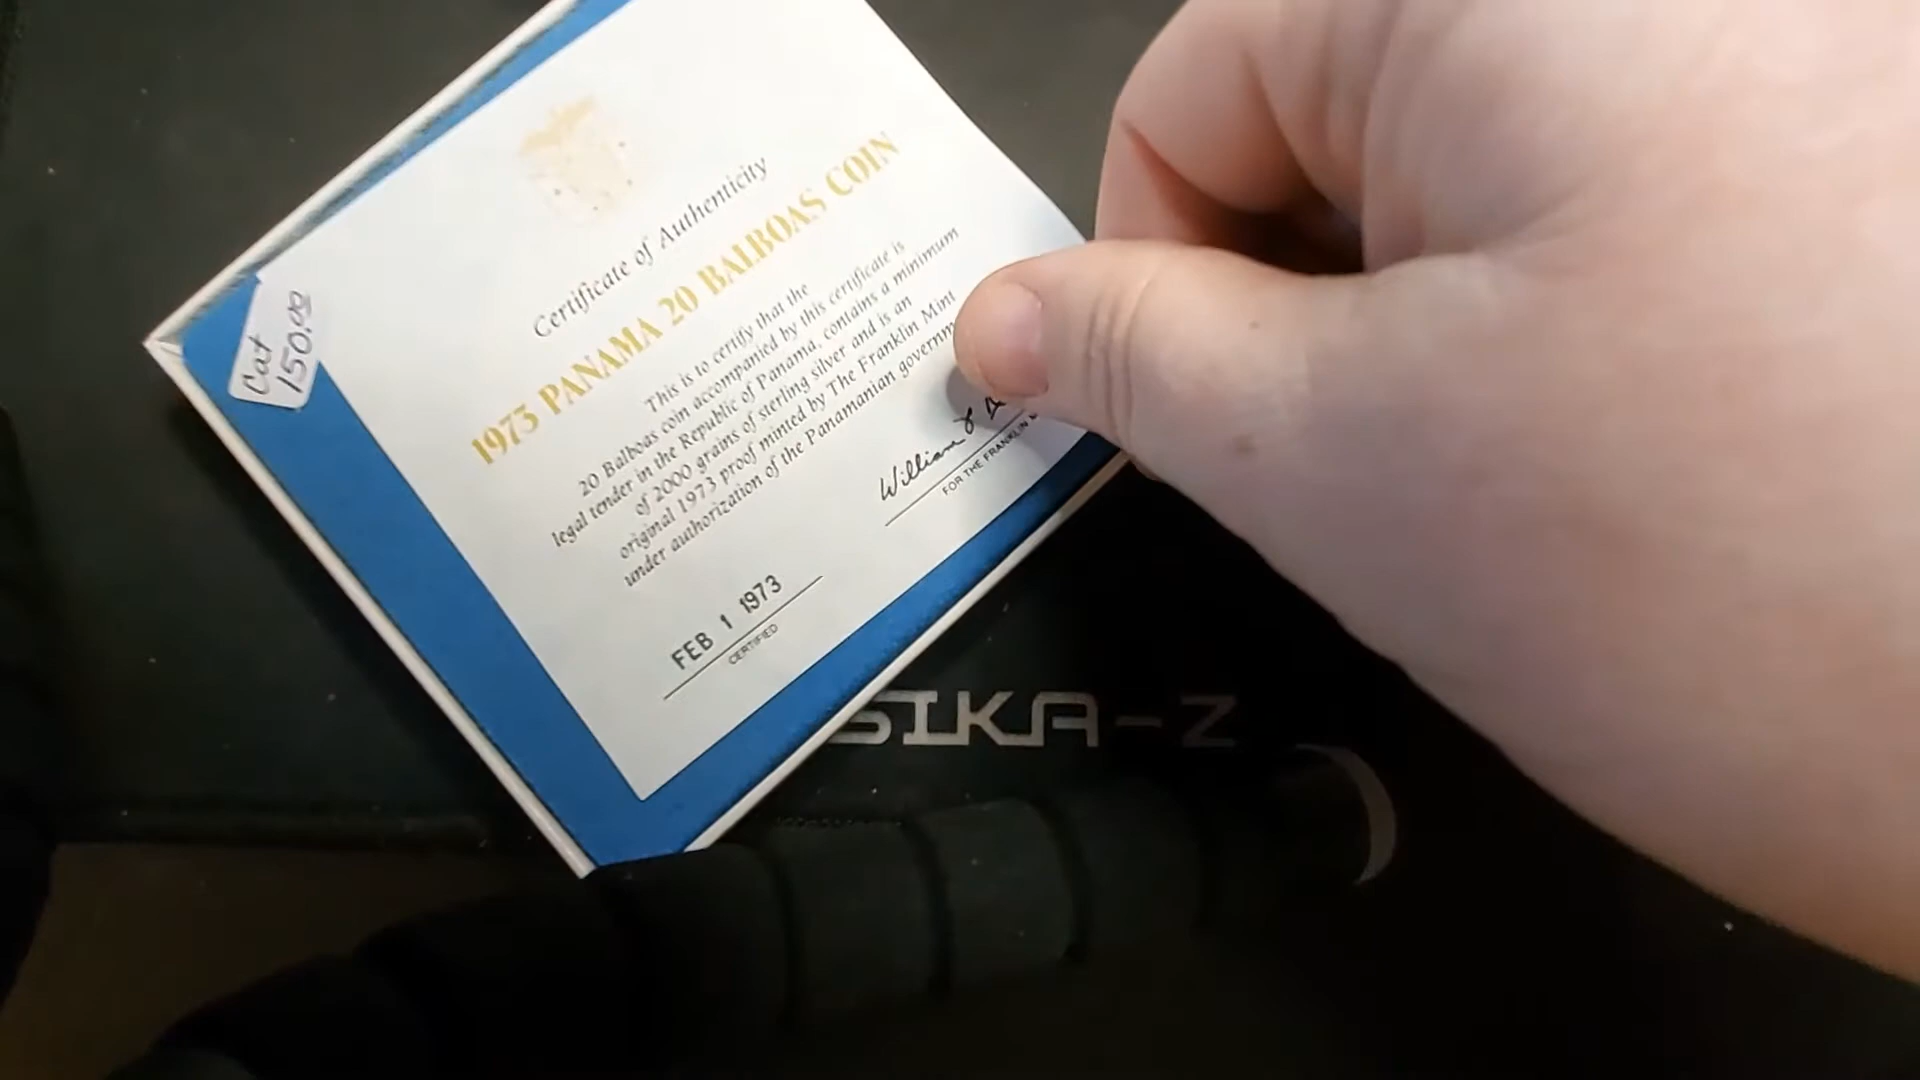 Certificate of Authenticity
1973 PANAMA 20 BALBOAS COIN
This is to certify that the
20 Balboas coin accompanied by this certificate is
legal tender in the Republic of Panama, contains a minimum
of 2000 grains of sterling silver and is an
original 1973 proof minted by The Franklin Mint
under authorization of the Panamanian
William
FOR THE FRANKLIN
FEB 1 1973
CERTIFIED
Cat
150.00
SIKA-Z